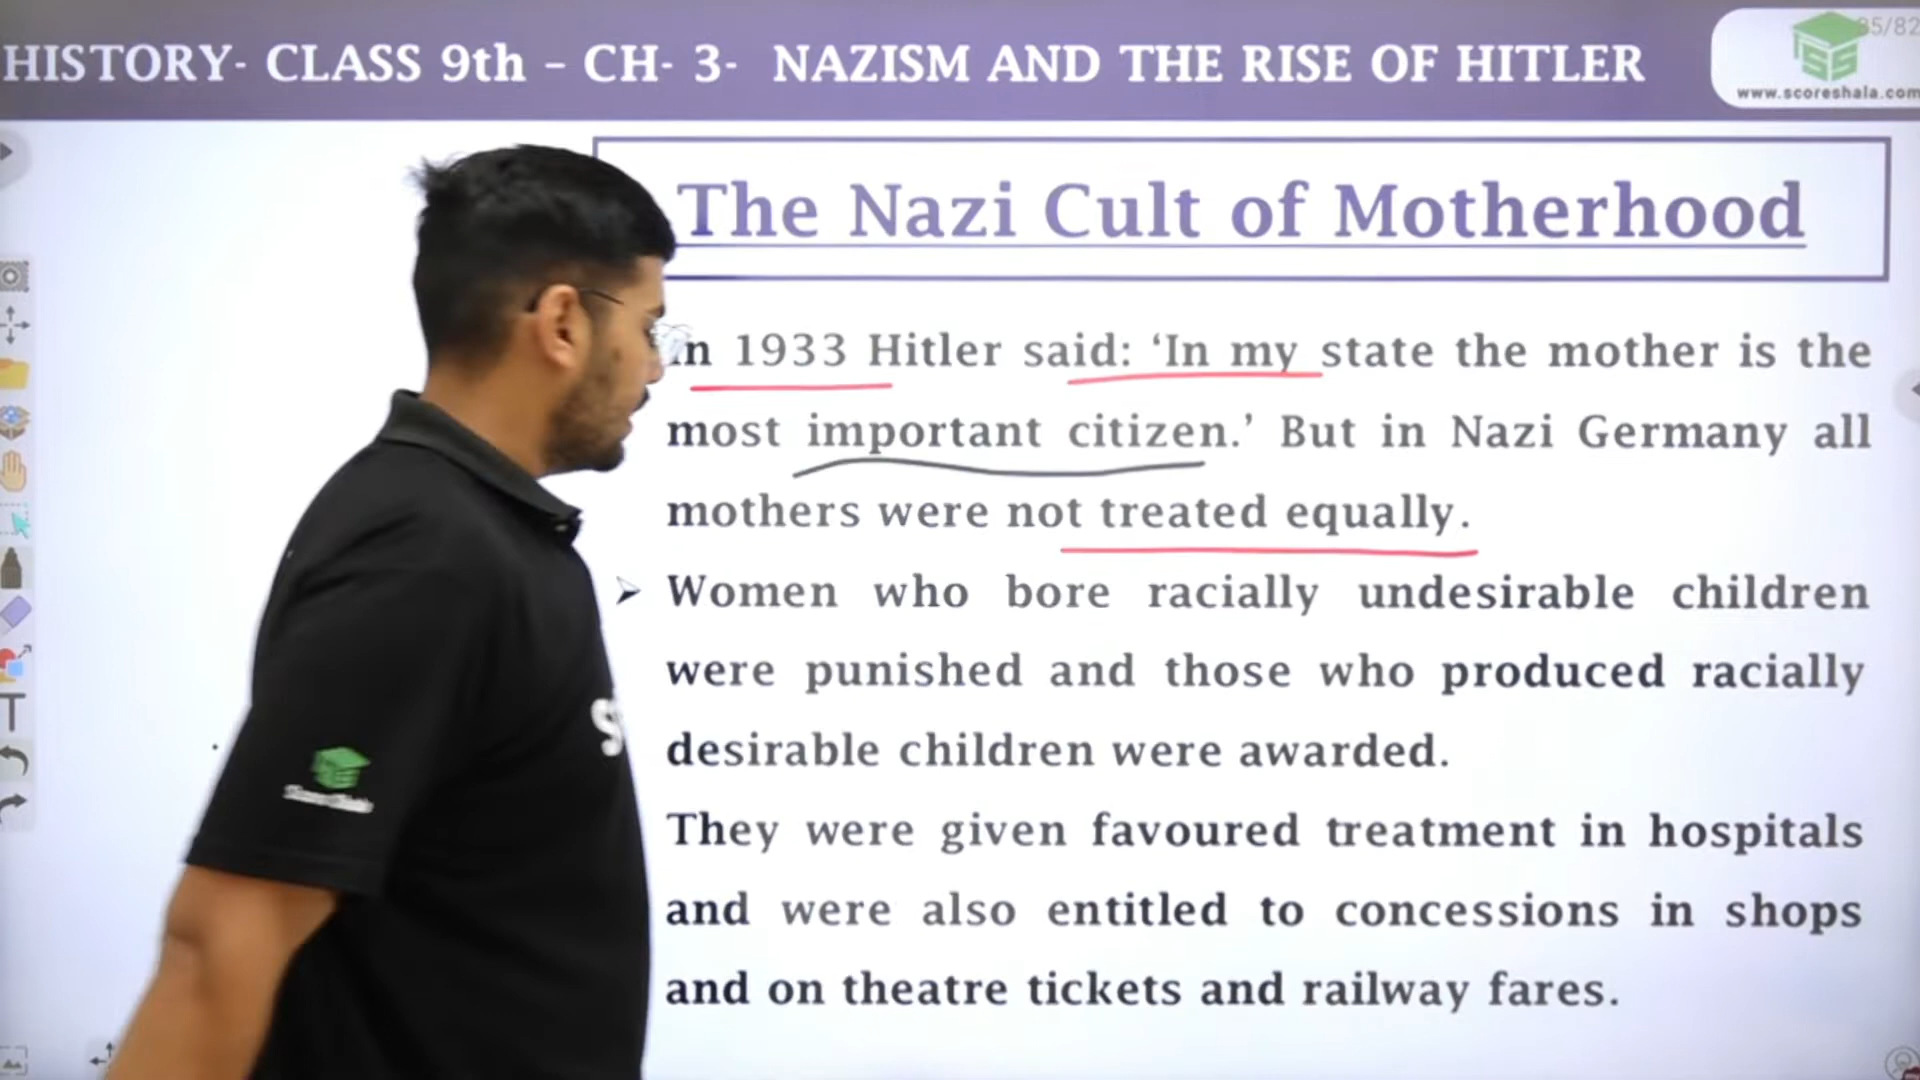 HISTORY- CLASS 9th – CH- 3- NAZISM AND THE RISE OF HITLER
35/82
www.scoreshala.com
The Nazi Cult of Motherhood
In 1933 Hitler said: ‘In my state the mother is the
most important citizen.’ But in Nazi Germany all
mothers were not treated equally.
➢ Women who bore racially undesirable children
were punished and those who produced racially
desirable children were awarded.
They were given favoured treatment in hospitals
and were also entitled to concessions in shops
and on theatre tickets and railway fares.